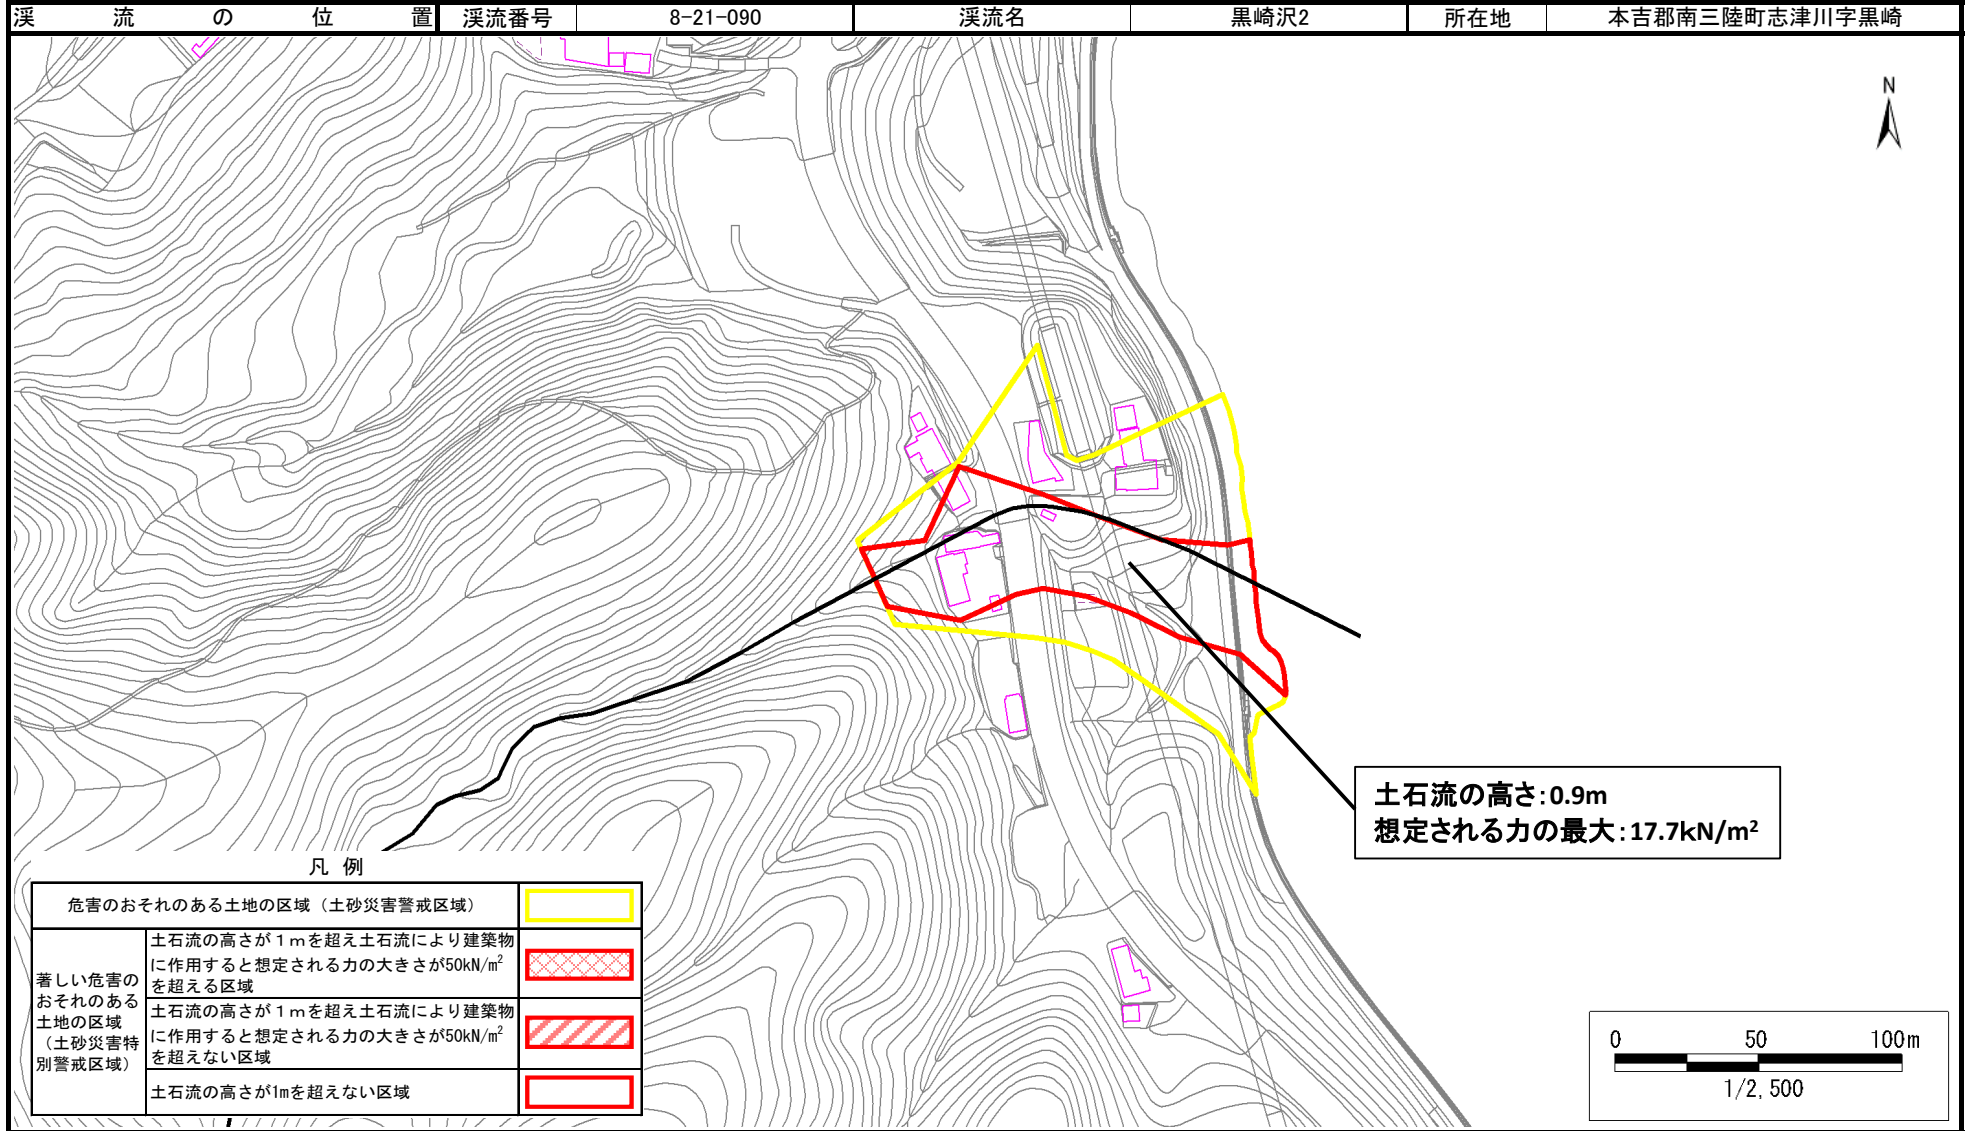 渓流の位置 渓流番号 8-21-090 渓流名 黒崎沢2 所在地 本吉郡南三陸町志津川字黒崎
N
土石流の高さ:0.9m
想定される力の最大:17.7kN/m²
凡 例
危害のおそれのある土地の区域（土砂災害警戒区域）
著しい危害の
おそれのある
土地の区域
（土砂災害特
別警戒区域）
土石流の高さが１ｍを超え土石流により建築物
に作用すると想定される力の大きさが50kN/㎡
を超える区域
土石流の高さが１ｍを超え土石流により建築物
に作用すると想定される力の大きさが50kN/㎡
を超えない区域
土石流の高さが1mを超えない区域
0 50 100m
1/2,500